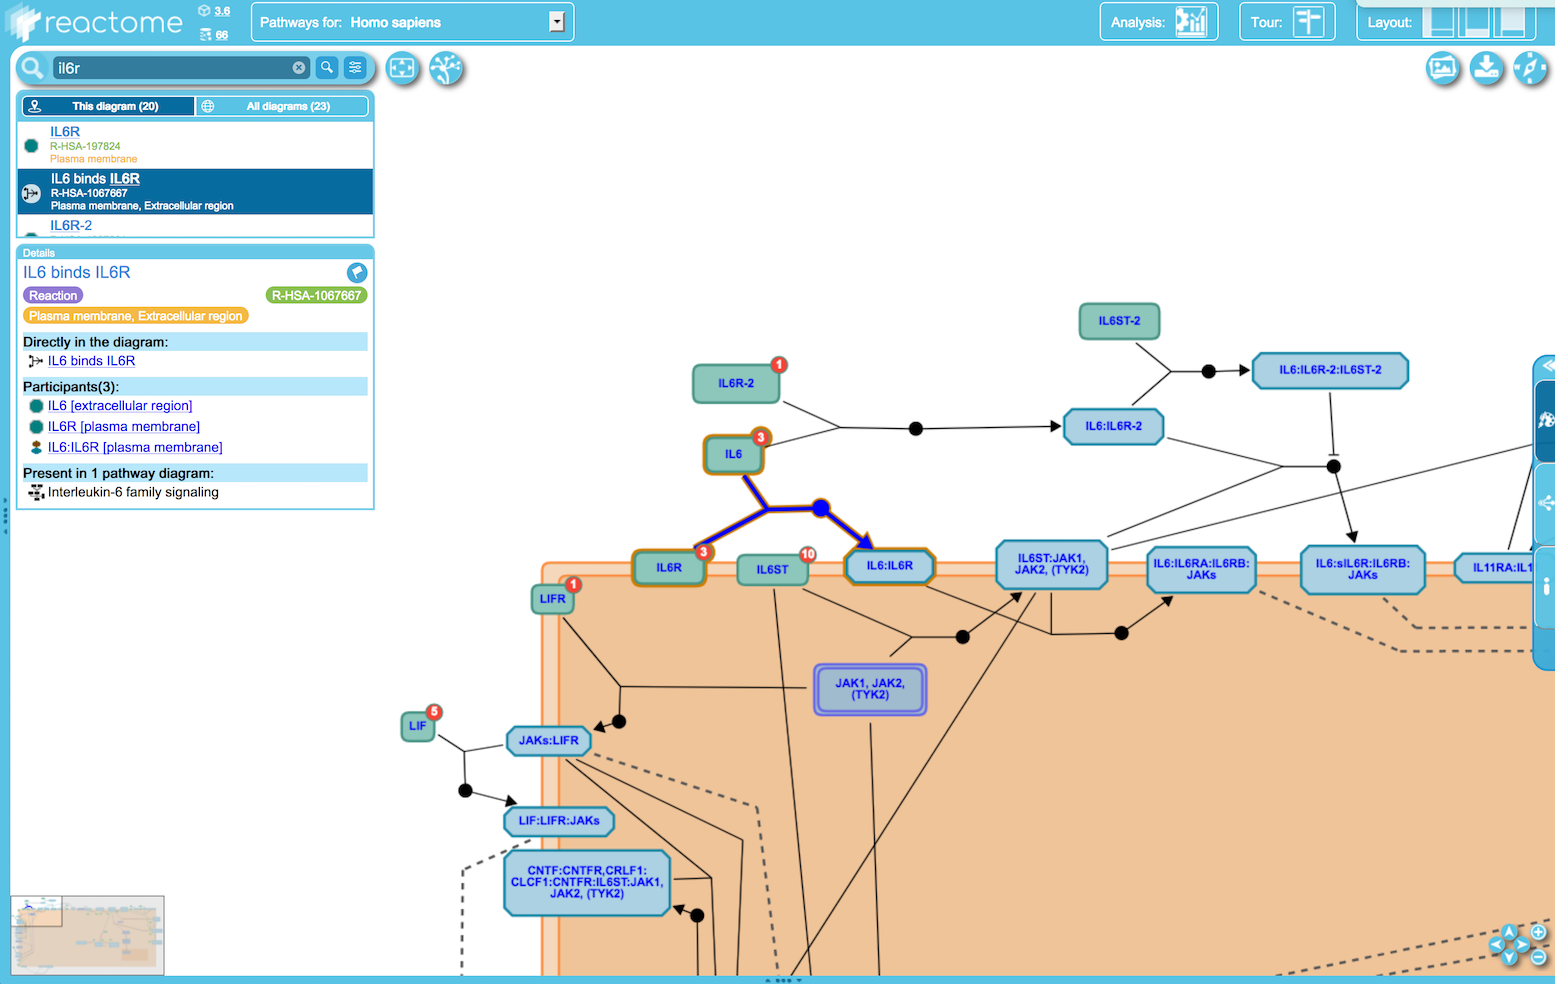 reactome
3.6
66
Pathways for: Homo sapiens
Analysis:
Tour:
Layout:
il6r
This diagram (20)
All diagrams (23)
IL6R
R-HSA-197824
Plasma membrane
IL6 binds IL6R
R-HSA-1067667
Plasma membrane, Extracellular region
IL6R-2
Details
IL6 binds IL6R
Reaction
R-HSA-1067667
Plasma membrane, Extracellular region
Directly in the diagram:
IL6 binds IL6R
Participants(3):
IL6 [extracellular region]
IL6R [plasma membrane]
IL6:IL6R [plasma membrane]
Present in 1 pathway diagram:
Interleukin-6 family signaling
IL6ST-2
IL6:IL6R-2:IL6ST-2
IL6R-2
1
IL6:IL6R-2
IL6
3
IL6R
3
IL6ST
10
IL6:IL6R
IL6ST:JAK1,
JAK2, (TYK2)
IL6:IL6RA:IL6RB:
JAKs
IL6:sIL6R:IL6RB:
JAKs
IL11RA:IL1
LIFR
1
JAK1, JAK2,
(TYK2)
LIF
5
JAKs:LIFR
LIF:LIFR:JAKs
CNTF:CNTFR,CRLF1:
CLCF1:CNTFR:IL6ST:JAK1,
JAK2, (TYK2)